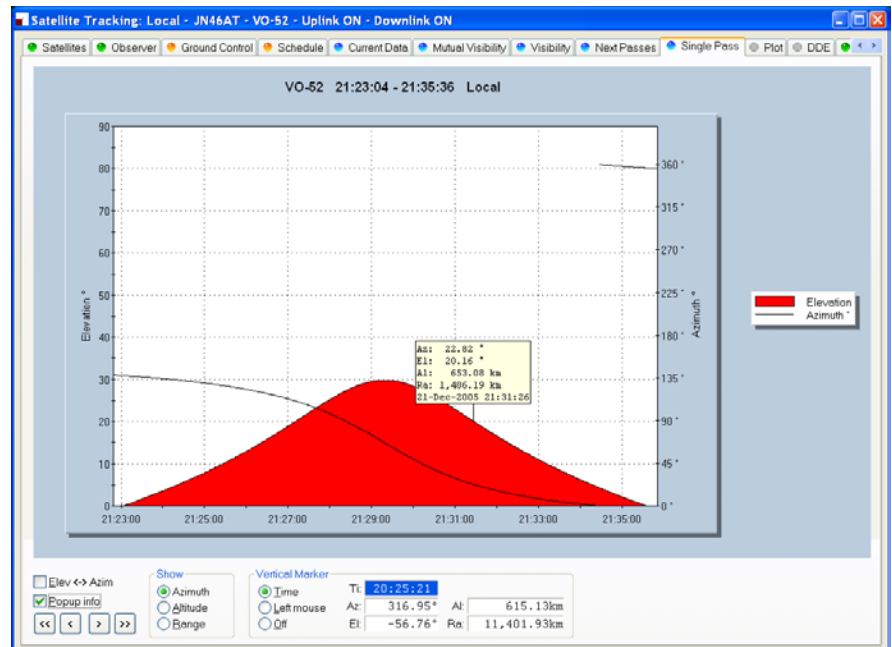 Satellite Tracking: Local - JN46AT - VO-52 - Uplink ON - Downlink ON
Satellites Observer Ground Control Schedule Current Data Mutual Visibility Visibility Next Passes Single Pass Plot DDE
VO-52 21:23:04 - 21:35:36 Local
90
80
70
60
50
40
30
20
10
0
Elevation °
360 °
315 °
270 °
225 °
180 °
135 °
90 °
45 °
0 °
Azimuth °
Az: 22.82 °
El: 20.16 °
Al: 653.08 km
Ra: 1,486.19 km
21-Dec-2005 21:31:26
Elevation
Azimuth °
21:23:00 21:25:00 21:27:00 21:29:00 21:31:00 21:33:00 21:35:00
Elev <-> Azim
Popup info
<< < > >>
Show
Azimuth
Altitude
Range
Vertical Marker
Time
Left mouse
Off
Ti: 20:25:21
Az: 316.95° Al: 615.13km
El: -56.76° Ra: 11,401.93km